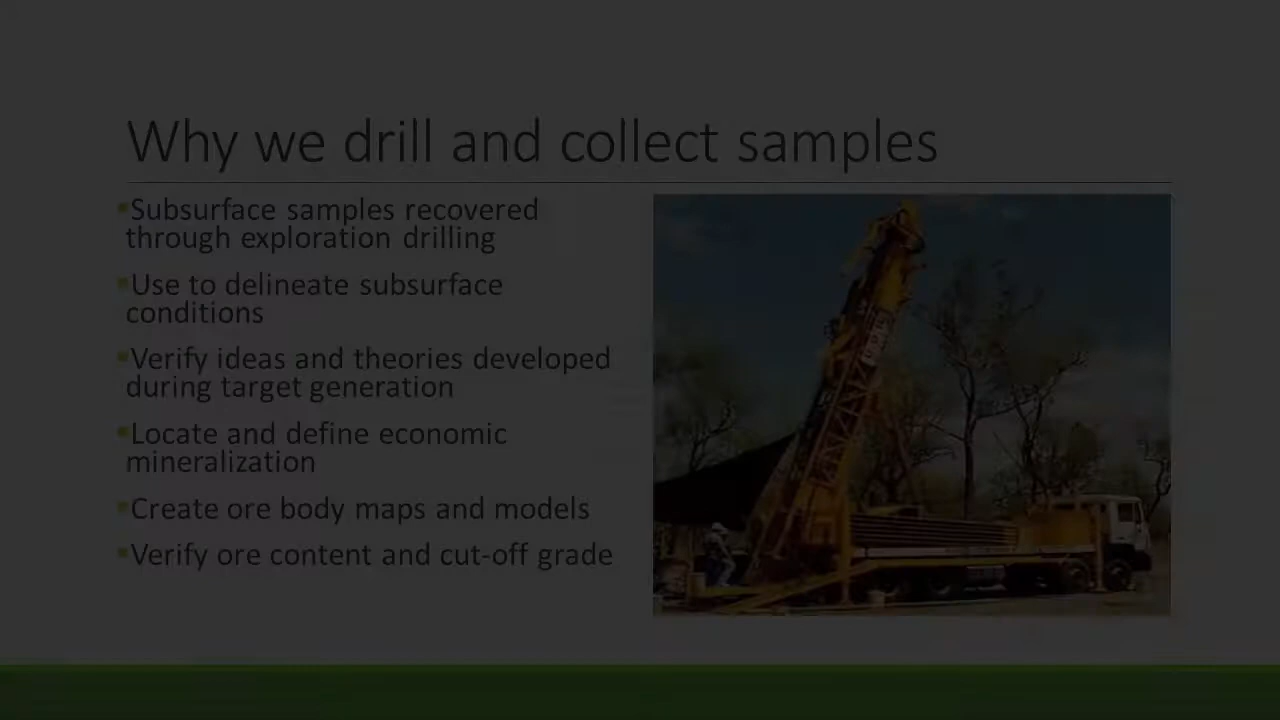 Why we drill and collect samples
▪Subsurface samples recovered
through exploration drilling
▪Use to delineate subsurface
conditions
▪Verify ideas and theories developed
during target generation
▪Locate and define economic
mineralization
▪Create ore body maps and models
▪Verify ore content and cut-off grade